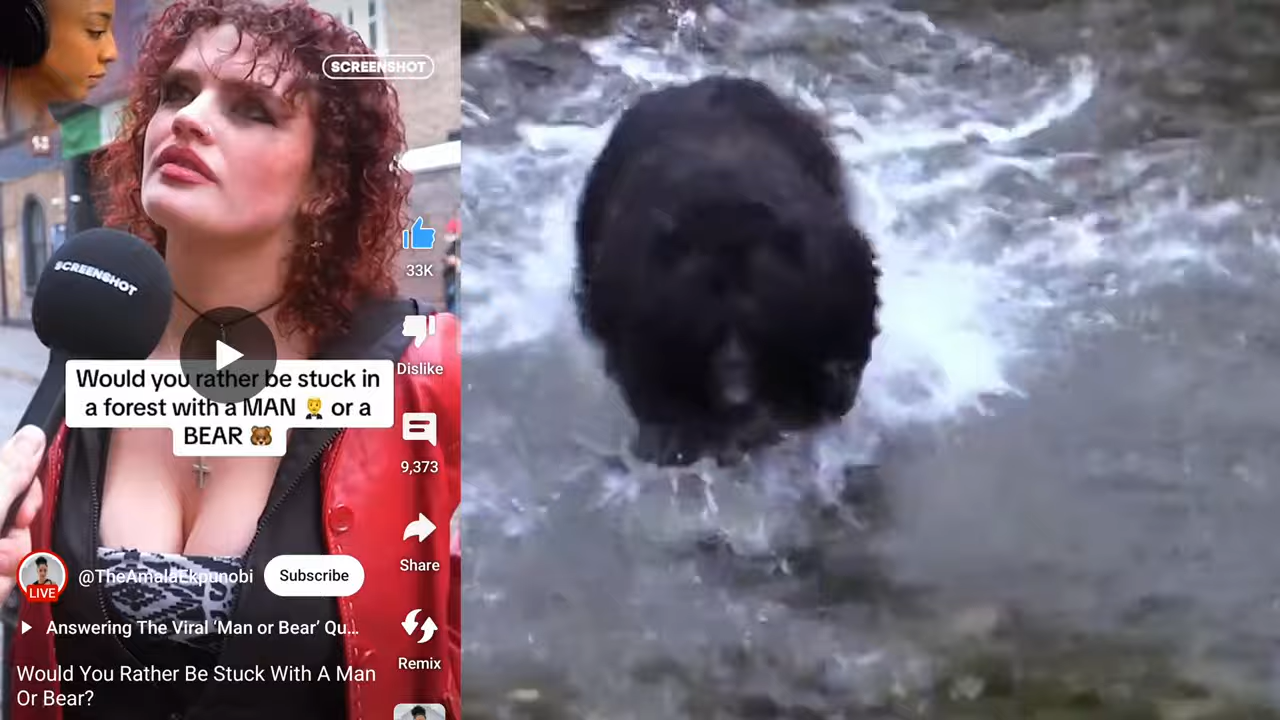 SCREENSHOT
SCREENSHOT
33K
Dislike
Would you rather be stuck in
a forest with a MAN 🤵 or a
BEAR 🐻
9,373
Share
@TheAmalaEkpunobi
Subscribe
LIVE
Answering The Viral ‘Man or Bear’ Qu...
Remix
Would You Rather Be Stuck With A Man
Or Bear?